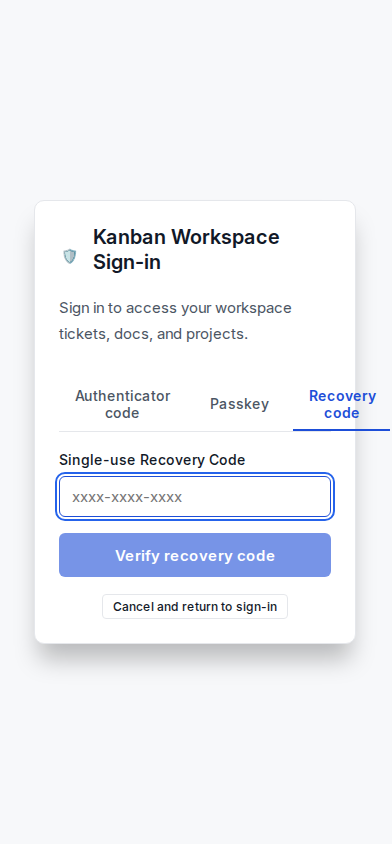 Kanban Workspace
Sign-in
Sign in to access your workspace
tickets, docs, and projects.
Authenticator
code
Passkey
Recovery
code
Single-use Recovery Code
xxxx-xxxx-xxxx
Verify recovery code
Cancel and return to sign-in